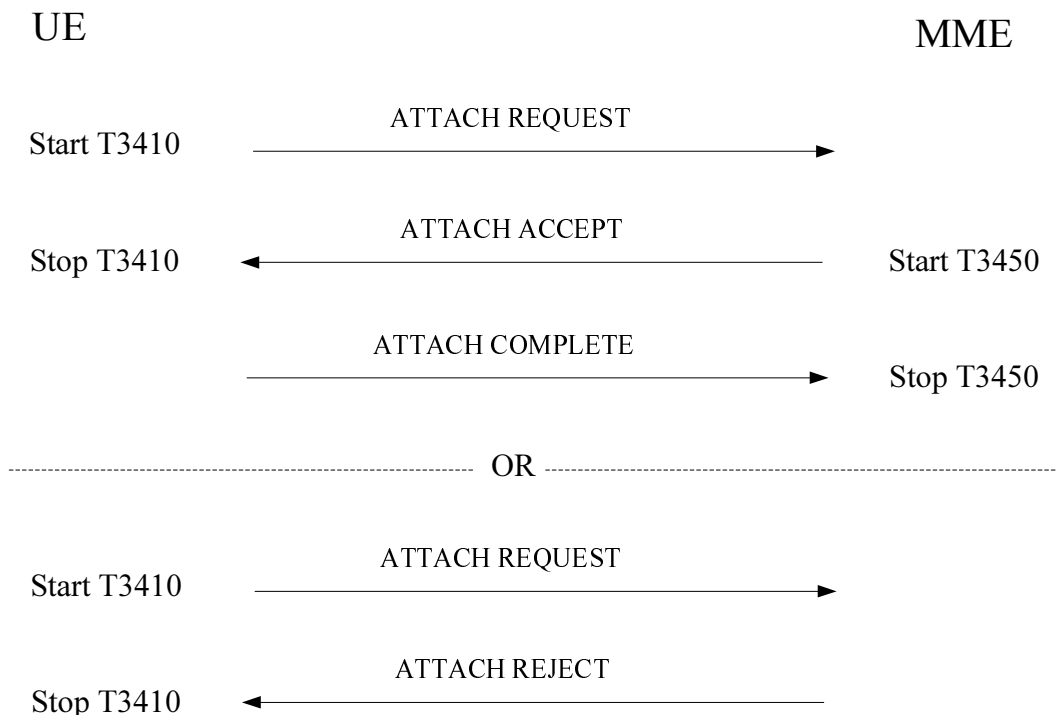 UE
MME
ATTACH REQUEST
Start T3410
ATTACH ACCEPT
Stop T3410
Start T3450
ATTACH COMPLETE
Stop T3450
OR
ATTACH REQUEST
Start T3410
ATTACH REJECT
Stop T3410